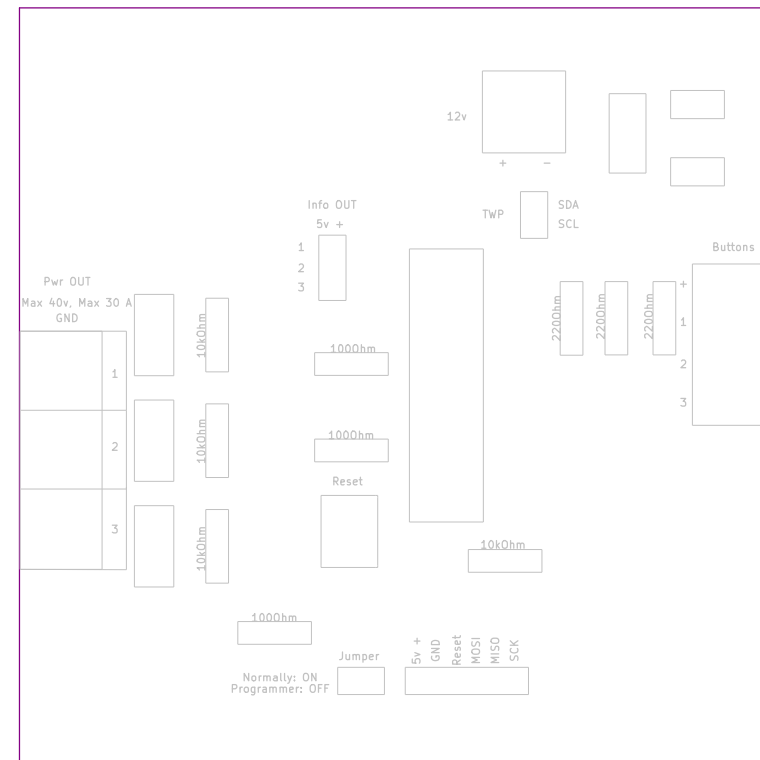 12v
+ -
Info OUT
5v +
1
2
3
TWP
SDA
SCL
Buttons
+
1
2
3
220Ohm
220Ohm
220Ohm
Pwr OUT
Max 40v, Max 30 A
GND
1
2
3
10kOhm
10kOhm
10kOhm
100Ohm
100Ohm
Reset
10kOhm
100Ohm
Jumper
Normally: ON
Programmer: OFF
5v +
GND
Reset
MOSI
MISO
SCK